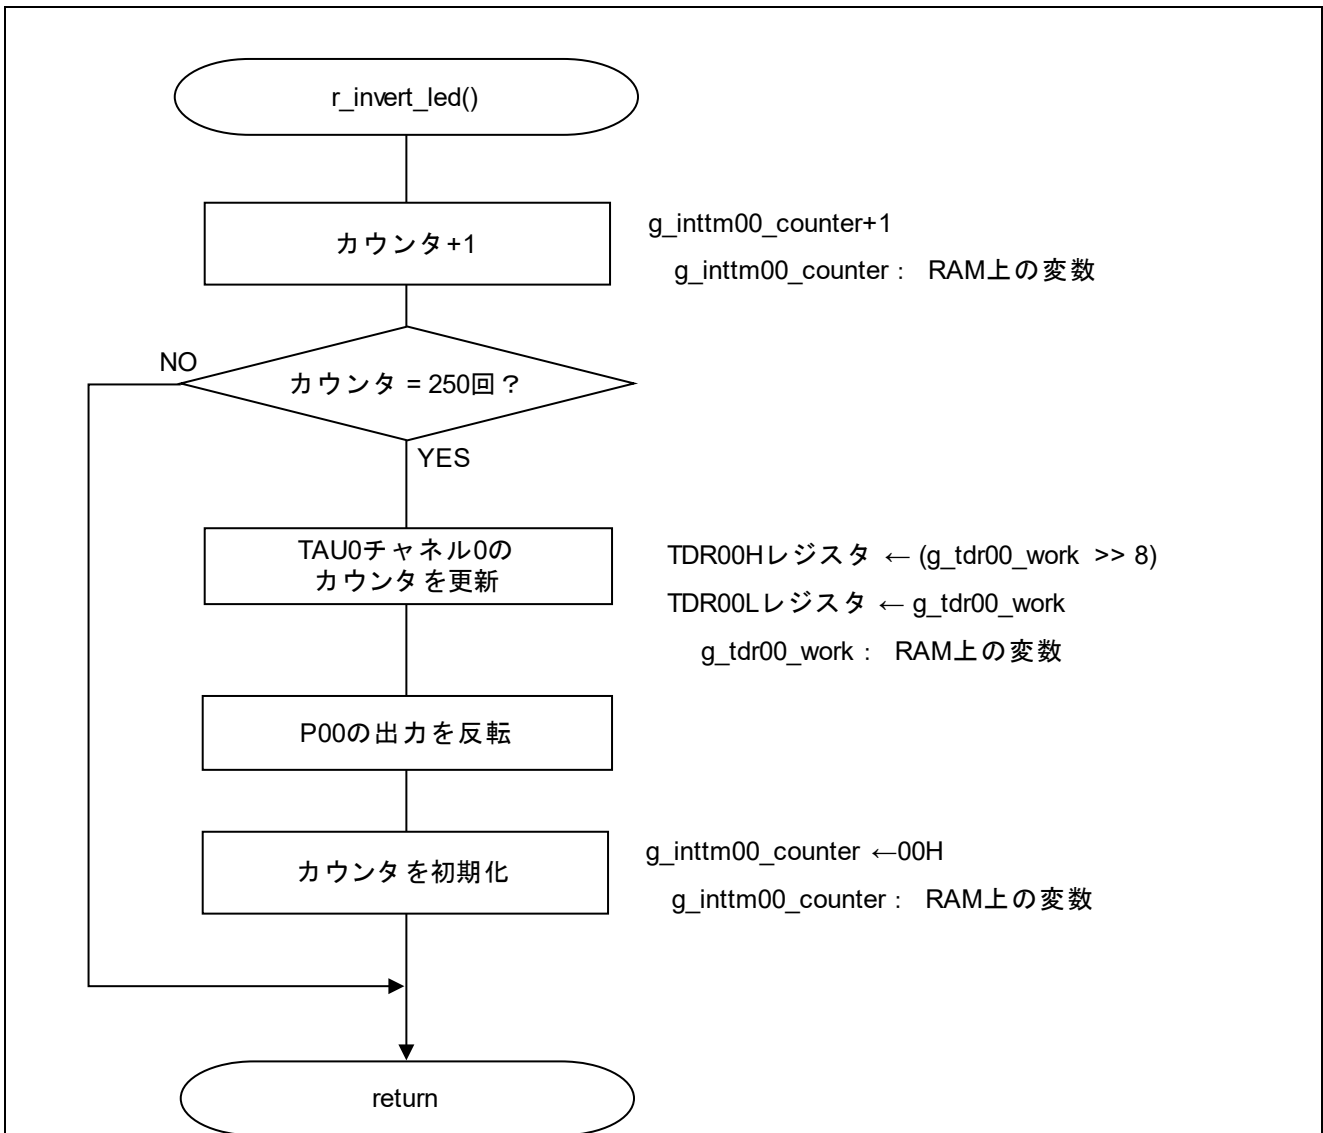 r_invert_led()
カウンタ+1
g_inttm00_counter+1
g_inttm00_counter： RAM上の変数
NO
カウンタ = 250回？
YES
TAU0チャネル0の
カウンタを更新
TDR00Hレジスタ ← (g_tdr00_work >> 8)
TDR00Lレジスタ ← g_tdr00_work
g_tdr00_work： RAM上の変数
P00の出力を反転
カウンタを初期化
g_inttm00_counter ←00H
g_inttm00_counter： RAM上の変数
return